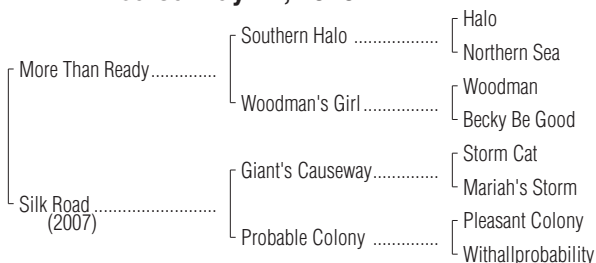 Halo
Southern Halo ..................
Northern Sea
More Than Ready..............
Woodman
Woodman's Girl ................
Becky Be Good
Storm Cat
Giant's Causeway..............
Mariah's Storm
Silk Road ..........................
(2007)
Pleasant Colony
Probable Colony ..............
Withallprobability